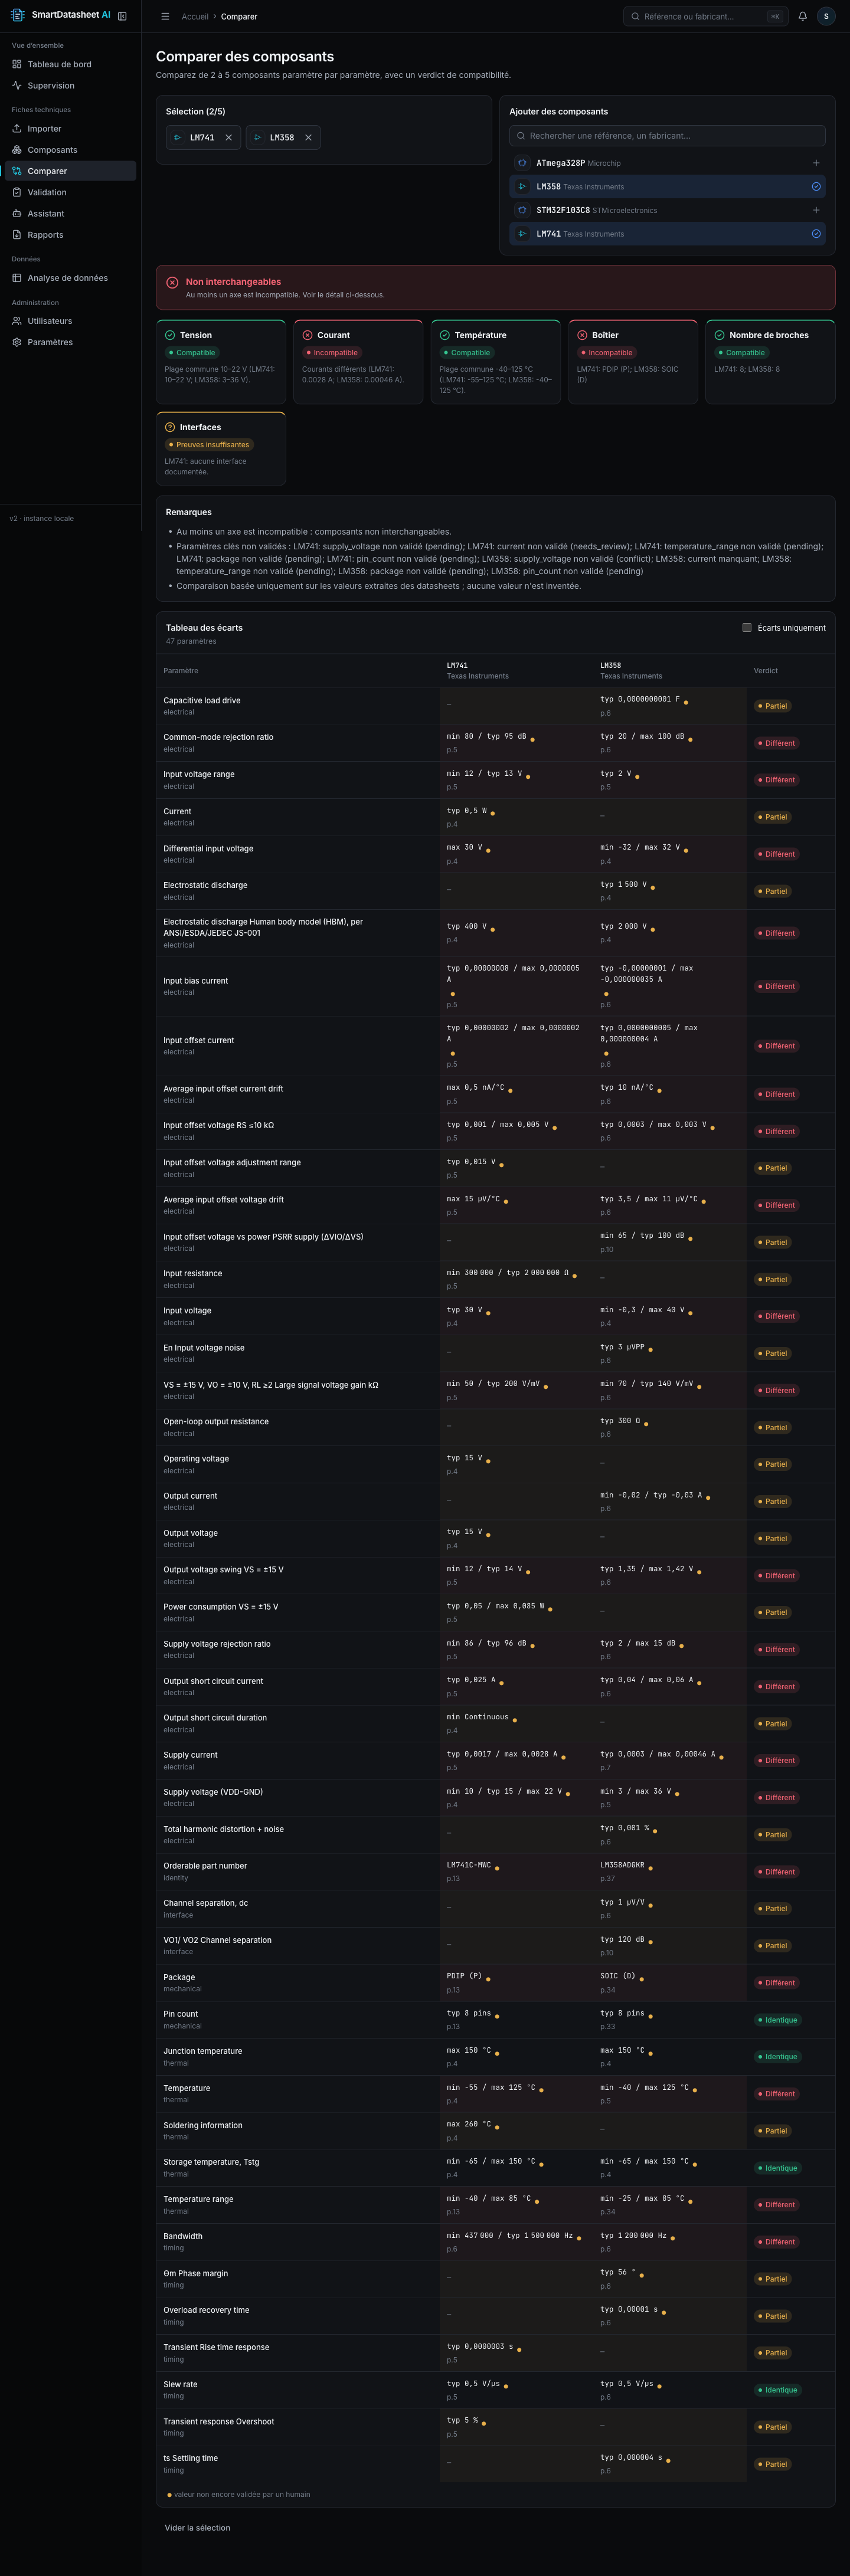 SmartDatasheet AI
Accueil > Comparer
Référence ou fabricant...
⌘K
S
Vue d'ensemble
Tableau de bord
Supervision
Fiches techniques
Importer
Composants
Comparer
Validation
Assistant
Rapports
Données
Analyse de données
Administration
Utilisateurs
Paramètres
v2 · instance locale
Comparer des composants
Comparez de 2 à 5 composants paramètre par paramètre, avec un verdict de compatibilité.
Sélection (2/5)
LM741
LM358
Ajouter des composants
Rechercher une référence, un fabricant...
ATmega328P Microchip
LM358 Texas Instruments
STM32F103C8 STMicroelectronics
LM741 Texas Instruments
Non interchangeables
Au moins un axe est incompatible. Voir le détail ci-dessous.
Tension
Compatible
Plage commune 10–22 V (LM741:
10–22 V; LM358: 3–36 V).
Courant
Incompatible
Courants différents (LM741:
0.0028 A; LM358: 0.00046 A).
Température
Compatible
Plage commune -40–125 °C
(LM741: -55–125 °C; LM358: -40–
125 °C).
Boîtier
Incompatible
LM741: PDIP (P); LM358: SOIC
(D)
Nombre de broches
Compatible
LM741: 8; LM358: 8
Interfaces
Preuves insuffisantes
LM741: aucune interface
documentée.
Remarques
• Au moins un axe est incompatible : composants non interchangeables.
• Paramètres clés non validés : LM741: supply_voltage non validé (pending); LM741: current non validé (needs_review); LM741: temperature_range non validé (pending);
LM741: package non validé (pending); LM741: pin_count non validé (pending); LM358: supply_voltage non validé (conflict); LM358: current manquant; LM358:
temperature_range non validé (pending); LM358: package non validé (pending); LM358: pin_count non validé (pending)
• Comparaison basée uniquement sur les valeurs extraites des datasheets ; aucune valeur n'est inventée.
Tableau des écarts
47 paramètres
Écarts uniquement
Paramètre LM741 Texas Instruments LM358 Texas Instruments Verdict
Capacitive load drive electrical — typ 0,0000000001 F p.6 Partiel
Common-mode rejection ratio electrical min 80 / typ 95 dB p.5 typ 20 / max 100 dB p.6 Différent
Input voltage range electrical min 12 / typ 13 V p.5 typ 2 V p.5 Différent
Current electrical typ 0,5 W p.4 — Partiel
Differential input voltage electrical max 30 V p.4 min -32 / max 32 V p.4 Différent
Electrostatic discharge electrical — typ 1 500 V p.4 Partiel
Electrostatic discharge Human body model (HBM), per
ANSI/ESDA/JEDEC JS-001 electrical typ 400 V p.4 typ 2 000 V p.4 Différent
Input bias current electrical typ 0,00000008 / max 0,0000005 A p.5 typ -0,00000001 / max -0,000000035 A p.6 Différent
Input offset current electrical typ 0,00000002 / max 0,0000002 A p.5 typ 0,0000000005 / max 0,000000004 A p.6 Différent
Average input offset current drift electrical max 0,5 nA/°C p.5 typ 10 nA/°C p.6 Différent
Input offset voltage RS ≤10 kΩ electrical typ 0,001 / max 0,005 V p.5 typ 0,0003 / max 0,003 V p.6 Différent
Input offset voltage adjustment range electrical typ 0,015 V p.5 — Partiel
Average input offset voltage drift electrical max 15 µV/°C p.5 typ 3,5 / max 11 µV/°C p.6 Différent
Input offset voltage vs power PSRR supply (ΔVIO/ΔVS) electrical — min 65 / typ 100 dB p.10 Partiel
Input resistance electrical min 300 000 / typ 2 000 000 Ω p.5 — Partiel
Input voltage electrical typ 30 V p.4 min -0,3 / max 40 V p.4 Différent
En Input voltage noise electrical — typ 3 µVPP p.6 Partiel
VS = ±15 V, VO = ±10 V, RL ≥2 Large signal voltage gain kΩ electrical min 50 / typ 200 V/mV p.5 min 70 / typ 140 V/mV p.6 Différent
Open-loop output resistance electrical — typ 300 Ω p.6 Partiel
Operating voltage electrical typ 15 V p.4 — Partiel
Output current electrical — min -0,02 / typ -0,03 A p.6 Partiel
Output voltage electrical typ 15 V p.4 — Partiel
Output voltage swing VS = ±15 V electrical min 12 / typ 14 V p.5 typ 1,35 / max 1,42 V p.6 Différent
Power consumption VS = ±15 V electrical typ 0,05 / max 0,085 W p.5 — Partiel
Supply voltage rejection ratio electrical min 86 / typ 96 dB p.5 typ 2 / max 15 dB p.6 Différent
Output short circuit current electrical typ 0,025 A p.5 typ 0,04 / max 0,06 A p.6 Différent
Output short circuit duration electrical min Continuous p.4 — Partiel
Supply current electrical typ 0,0017 / max 0,0028 A p.5 typ 0,0003 / max 0,00046 A p.7 Différent
Supply voltage (VDD-GND) electrical min 10 / typ 15 / max 22 V p.4 min 3 / max 36 V p.5 Différent
Total harmonic distortion + noise electrical — typ 0,001 % p.6 Partiel
Orderable part number identity LM741C-MWC p.13 LM358ADGKR p.37 Différent
Channel separation, dc interface — typ 1 µV/V p.6 Partiel
VO1/ VO2 Channel separation interface — typ 120 dB p.10 Partiel
Package mechanical PDIP (P) p.13 SOIC (D) p.34 Différent
Pin count mechanical typ 8 pins p.13 typ 8 pins p.33 Identique
Junction temperature thermal max 150 °C p.4 max 150 °C p.4 Identique
Temperature thermal min -55 / max 125 °C p.4 min -40 / max 125 °C p.5 Différent
Soldering information thermal max 260 °C p.4 — Partiel
Storage temperature, Tstg thermal min -65 / max 150 °C p.4 min -65 / max 150 °C p.4 Identique
Temperature range thermal min -40 / max 85 °C p.13 min -25 / max 85 °C p.34 Différent
Bandwidth timing min 437 000 / typ 1 500 000 Hz p.6 typ 1 200 000 Hz p.6 Différent
Θm Phase margin timing — typ 56 ° p.6 Partiel
Overload recovery time timing — typ 0,00001 s p.6 Partiel
Transient Rise time response timing typ 0,0000003 s p.5 — Partiel
Slew rate timing typ 0,5 V/µs p.5 typ 0,5 V/µs p.6 Identique
Transient response Overshoot timing typ 5 % p.5 — Partiel
ts Settling time timing — typ 0,000004 s p.6 Partiel
valeur non encore validée par un humain
Vider la sélection